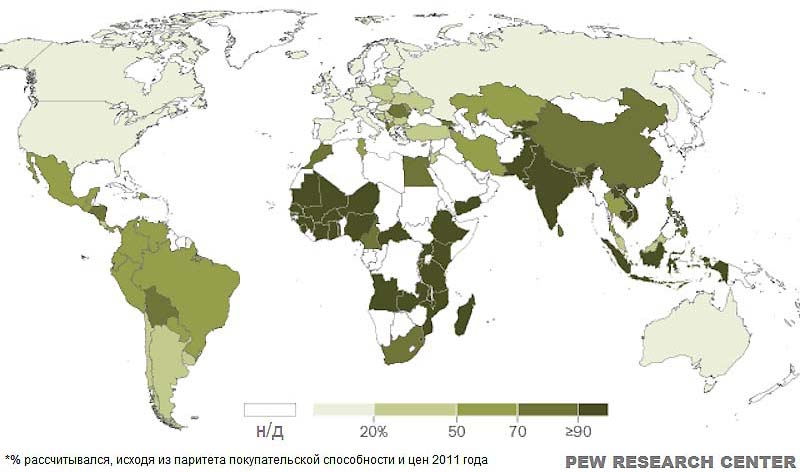 Н/Д 20% 50 70 ≥90
*% рассчитывался, исходя из паритета покупательской способности и цен 2011 года
PEW RESEARCH CENTER